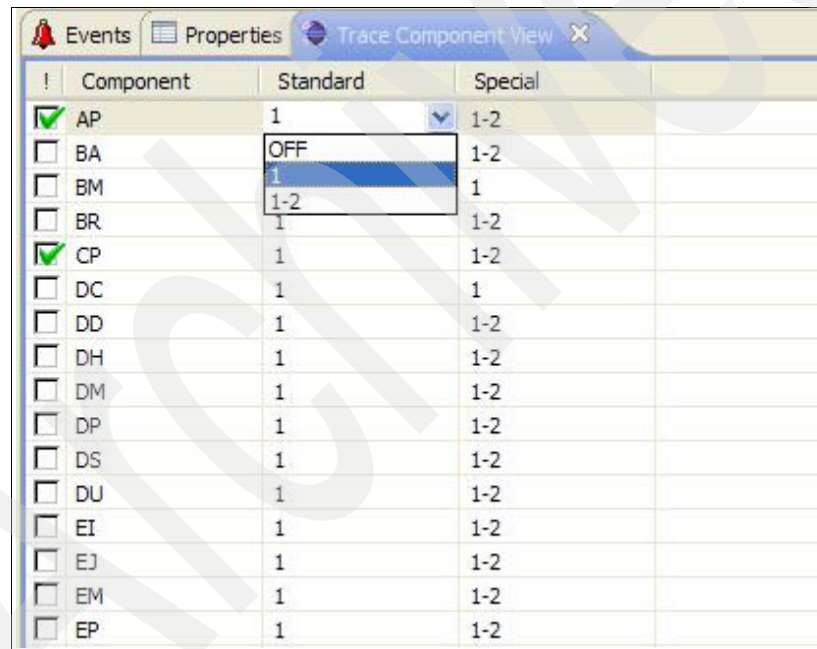 Events Properties Trace Component View
! Component Standard Special
AP 1 1-2
BA OFF 1-2
BM 1 1
BR 1-2 1 1-2
CP 1 1-2
DC 1 1
DD 1 1-2
DH 1 1-2
DM 1 1-2
DP 1 1-2
DS 1 1-2
DU 1 1-2
EI 1 1-2
EJ 1 1-2
EM 1 1-2
EP 1 1-2